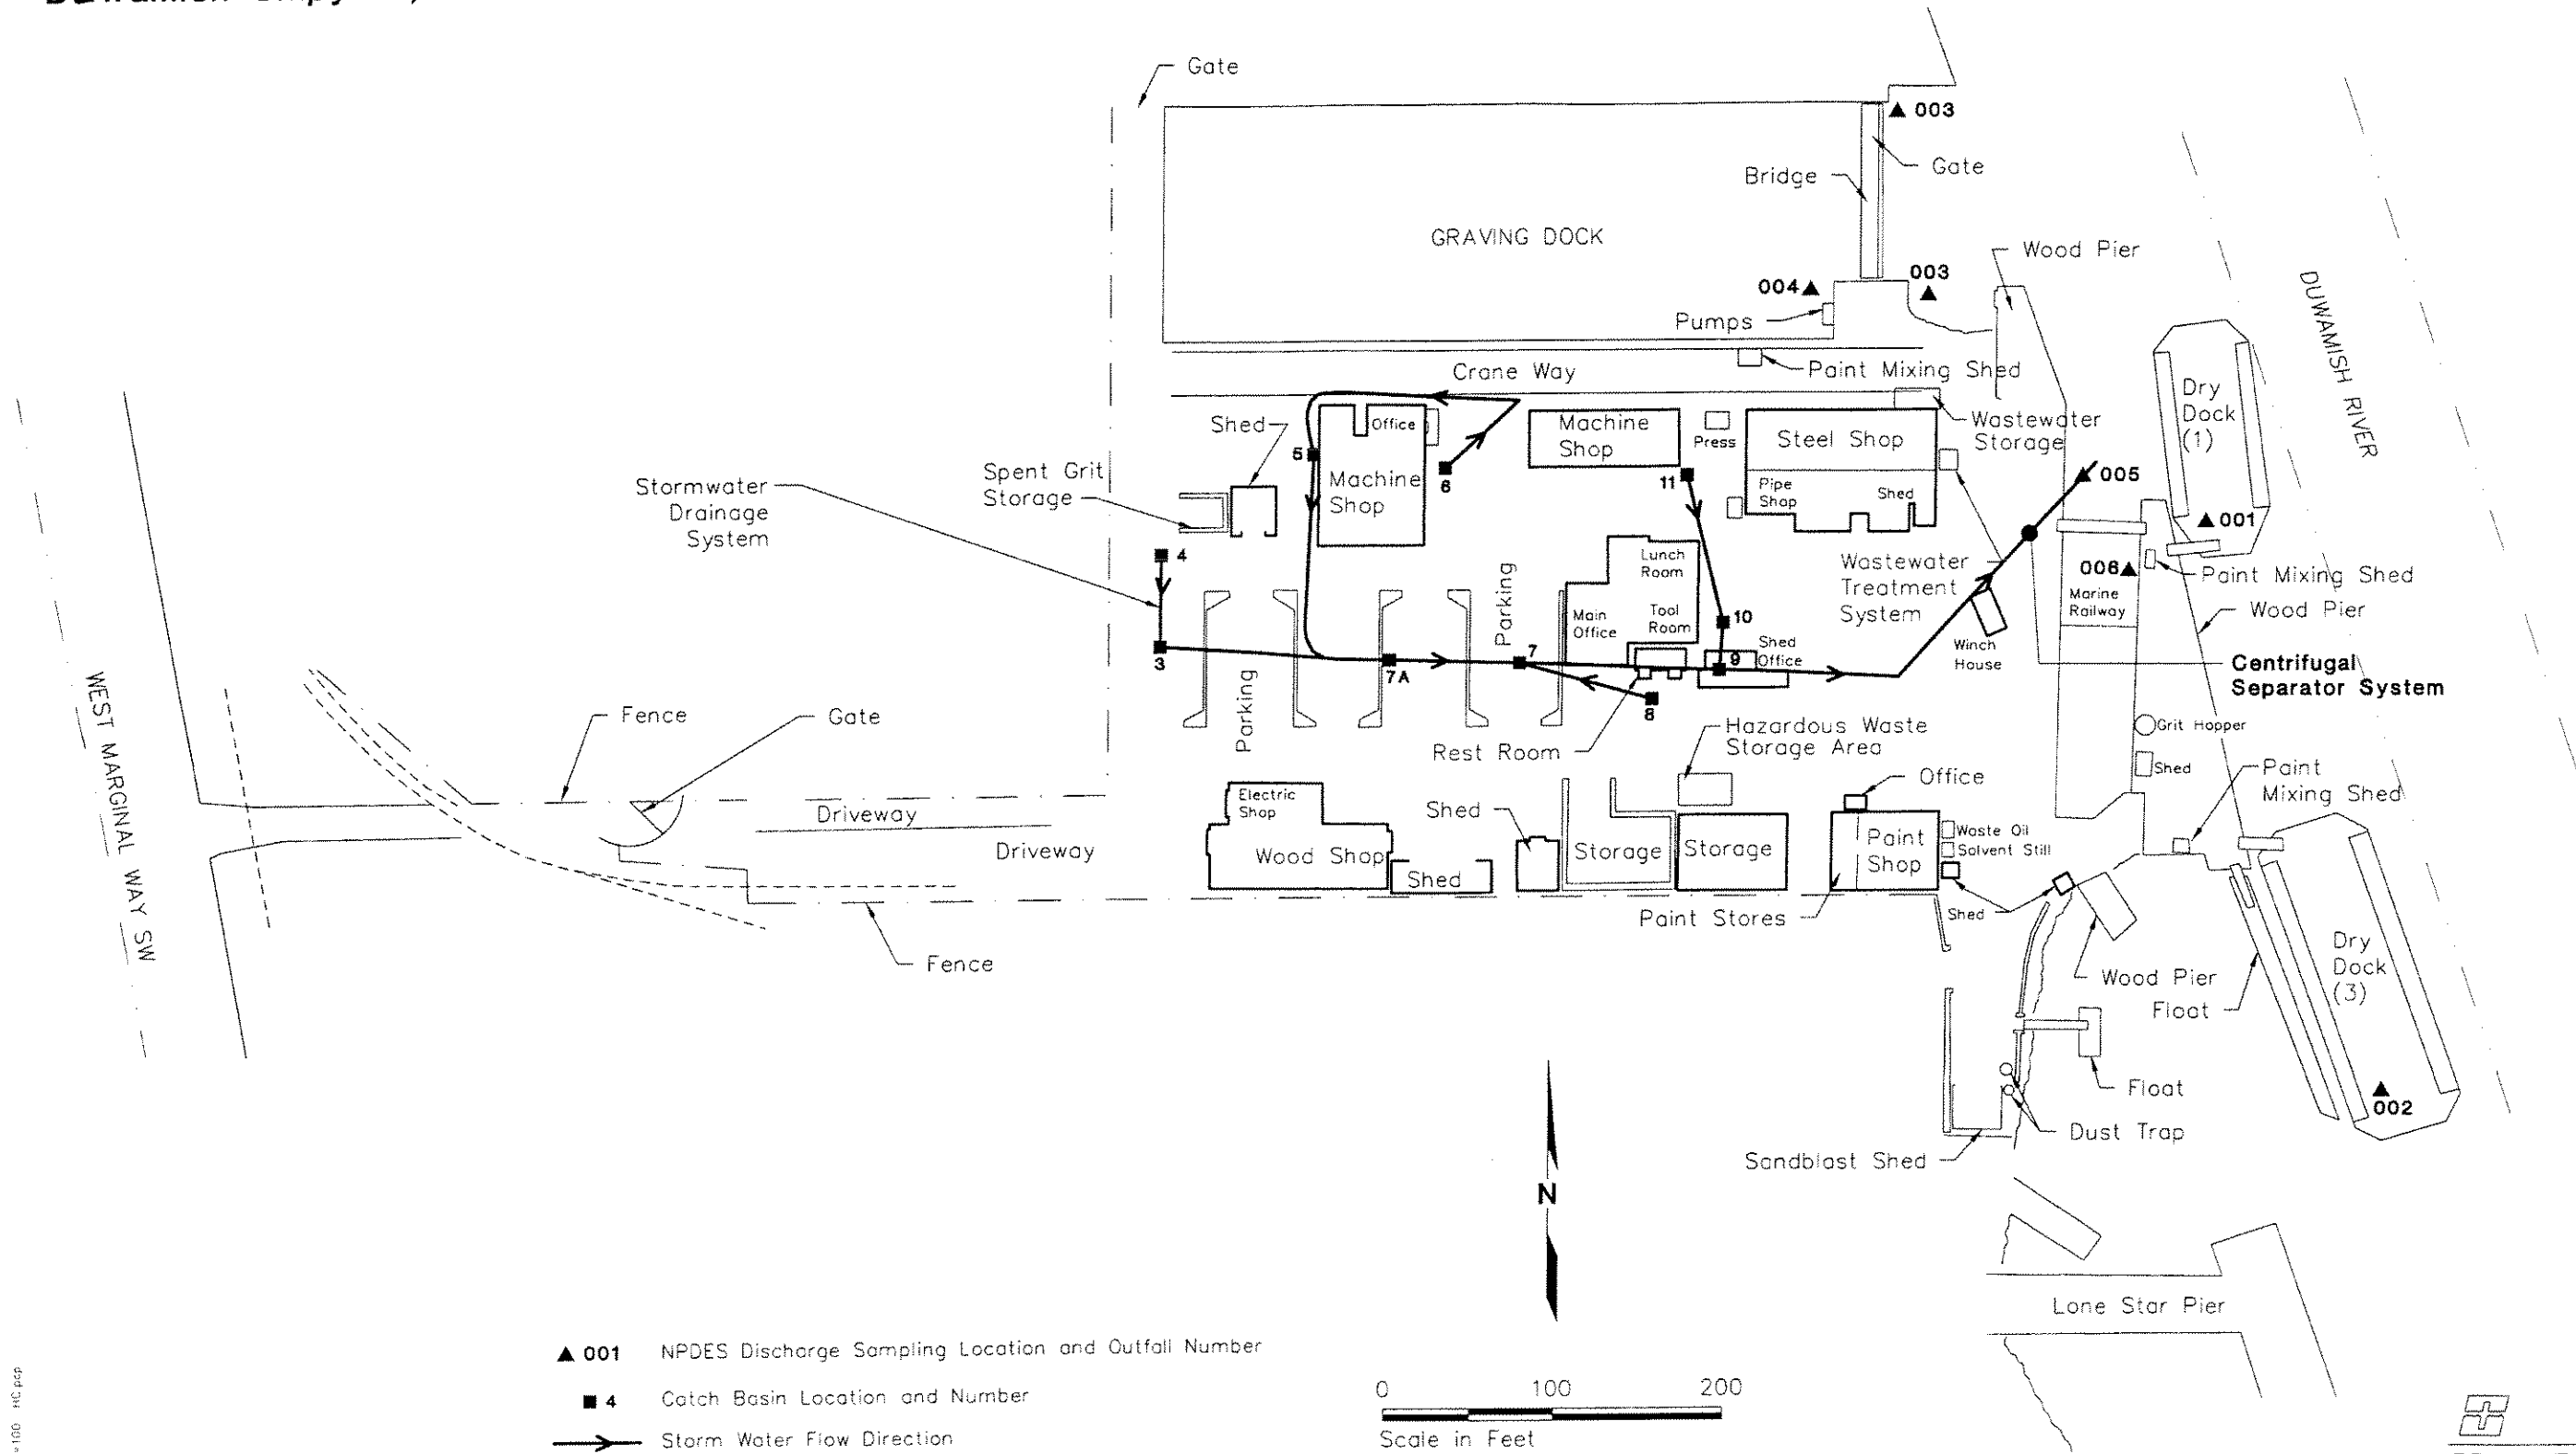 Gate
003
Gate
Bridge
GRAVING DOCK
Wood Pier
003
004
Pumps
DUWAMISH RIVER
Crane Way
Paint Mixing Shed
Dry
Dock
(1)
Shed
Office
Machine
Shop
Press
Steel Shop
Wastewater
Storage
5
6
Machine
Shop
11
Pipe
Shop
Shed
005
001
Spent Grit
Storage
Stormwater
Drainage
System
4
Lunch
Room
Wastewater
Treatment
System
006
Marine
Railway
Paint Mixing Shed
Wood Pier
Parking
Main
Office
Tool
Room
10
Shed
Office
Winch
House
3
7A
7
9
8
Centrifugal
Separator System
WEST MARGINAL WAY SW
Fence
Gate
Parking
Rest Room
Hazardous Waste
Storage Area
Grit Hopper
Shed
Paint
Mixing Shed
Office
Driveway
Driveway
Electric
Shop
Wood Shop
Shed
Shed
Storage
Storage
Paint
Shop
Waste Oil
Solvent Still
Paint Stores
Shed
Fence
Wood Pier
Float
Dry
Dock
(3)
Float
002
Dust Trap
Sandblast Shed
N
Lone Star Pier
001 NPDES Discharge Sampling Location and Outfall Number
4 Catch Basin Location and Number
Storm Water Flow Direction
0 100 200
Scale in Feet